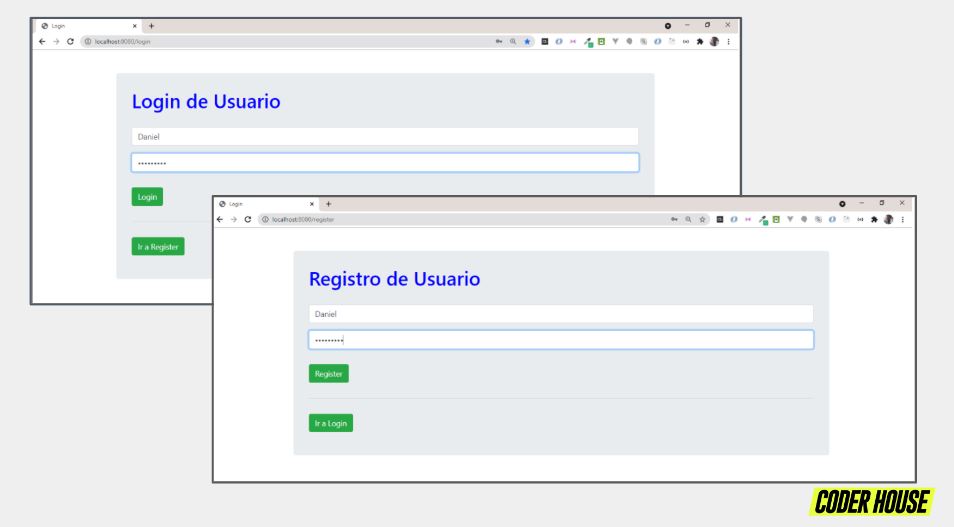 Login
localhost:8080/login
Login de Usuario
Daniel
•••••••••
Login
Ir a Register
Login
localhost:8080/register
Registro de Usuario
Daniel
•••••••••
Register
Ir a Login
CODER HOUSE